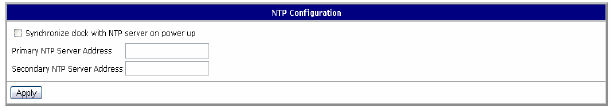 NTP Configuration
Synchronize clock with NTP server on power up
Primary NTP Server Address
Secondary NTP Server Address
Apply